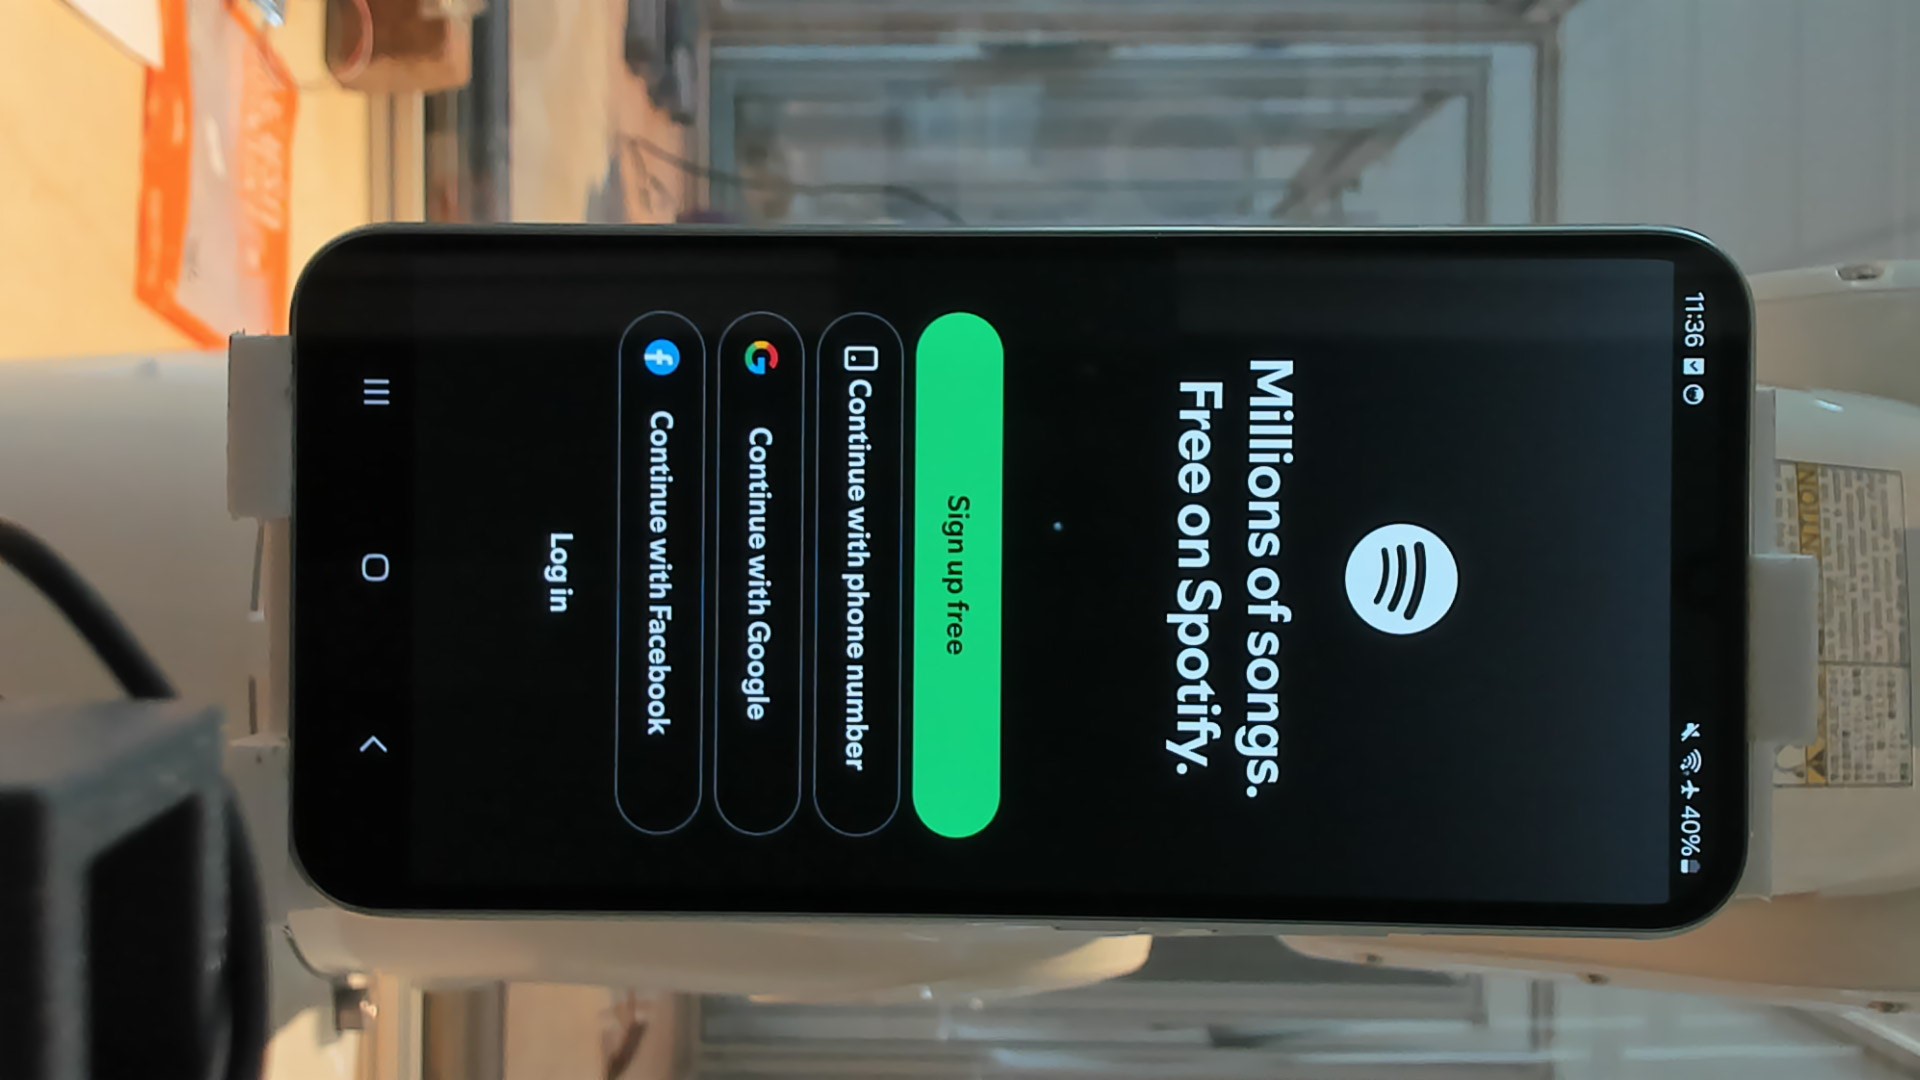 11:36
40%
Millions of songs.
Free on Spotify.
Sign up free
Continue with phone number
Continue with Google
Continue with Facebook
Log in